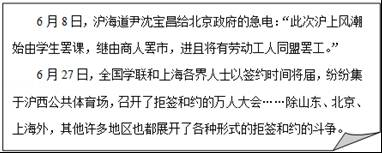 6月8日，沪海道尹沈宝昌给北京政府的急电：“此次沪上风潮
始由学生罢课，继由商人罢市，进且将有劳动工人同盟罢工。”
6月27日，全国学联和上海各界人士以签约时间将届，纷纷集
于沪西公共体育场，召开了拒签和约的万人大会……除山东、北京、
上海外，其他许多地区也都展开了各种形式的拒签和约的斗争。